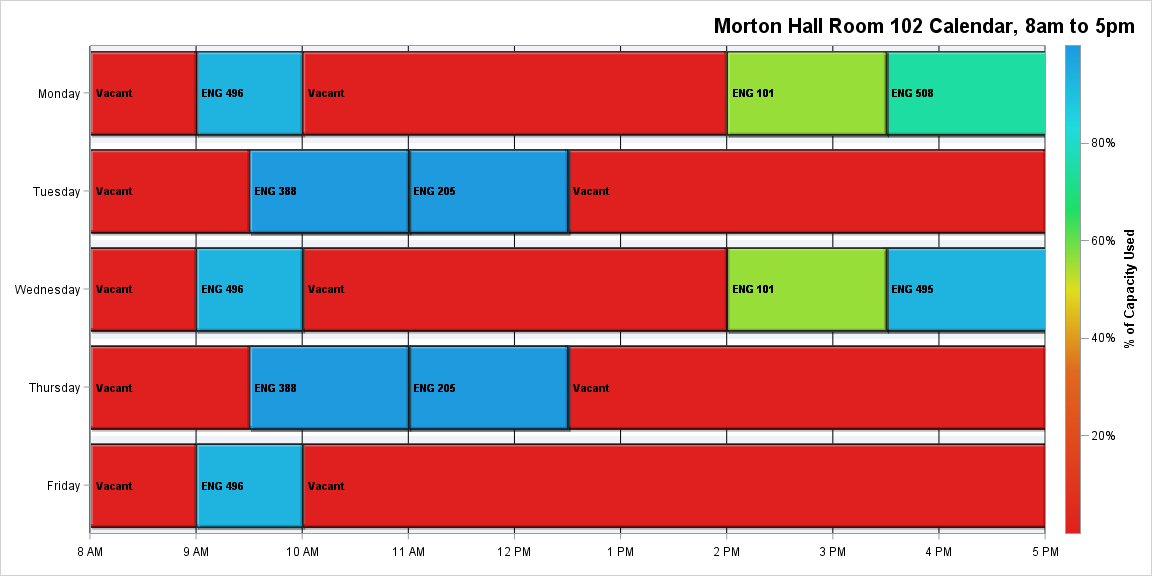 Morton Hall Room 102 Calendar, 8am to 5pm
Monday
Vacant
ENG 496
Vacant
ENG 101
ENG 508
Tuesday
Vacant
ENG 388
ENG 205
Vacant
Wednesday
Vacant
ENG 496
Vacant
ENG 101
ENG 495
Thursday
Vacant
ENG 388
ENG 205
Vacant
Friday
Vacant
ENG 496
Vacant
8 AM
9 AM
10 AM
11 AM
12 PM
1 PM
2 PM
3 PM
4 PM
5 PM
80%
60%
40%
20%
% of Capacity Used